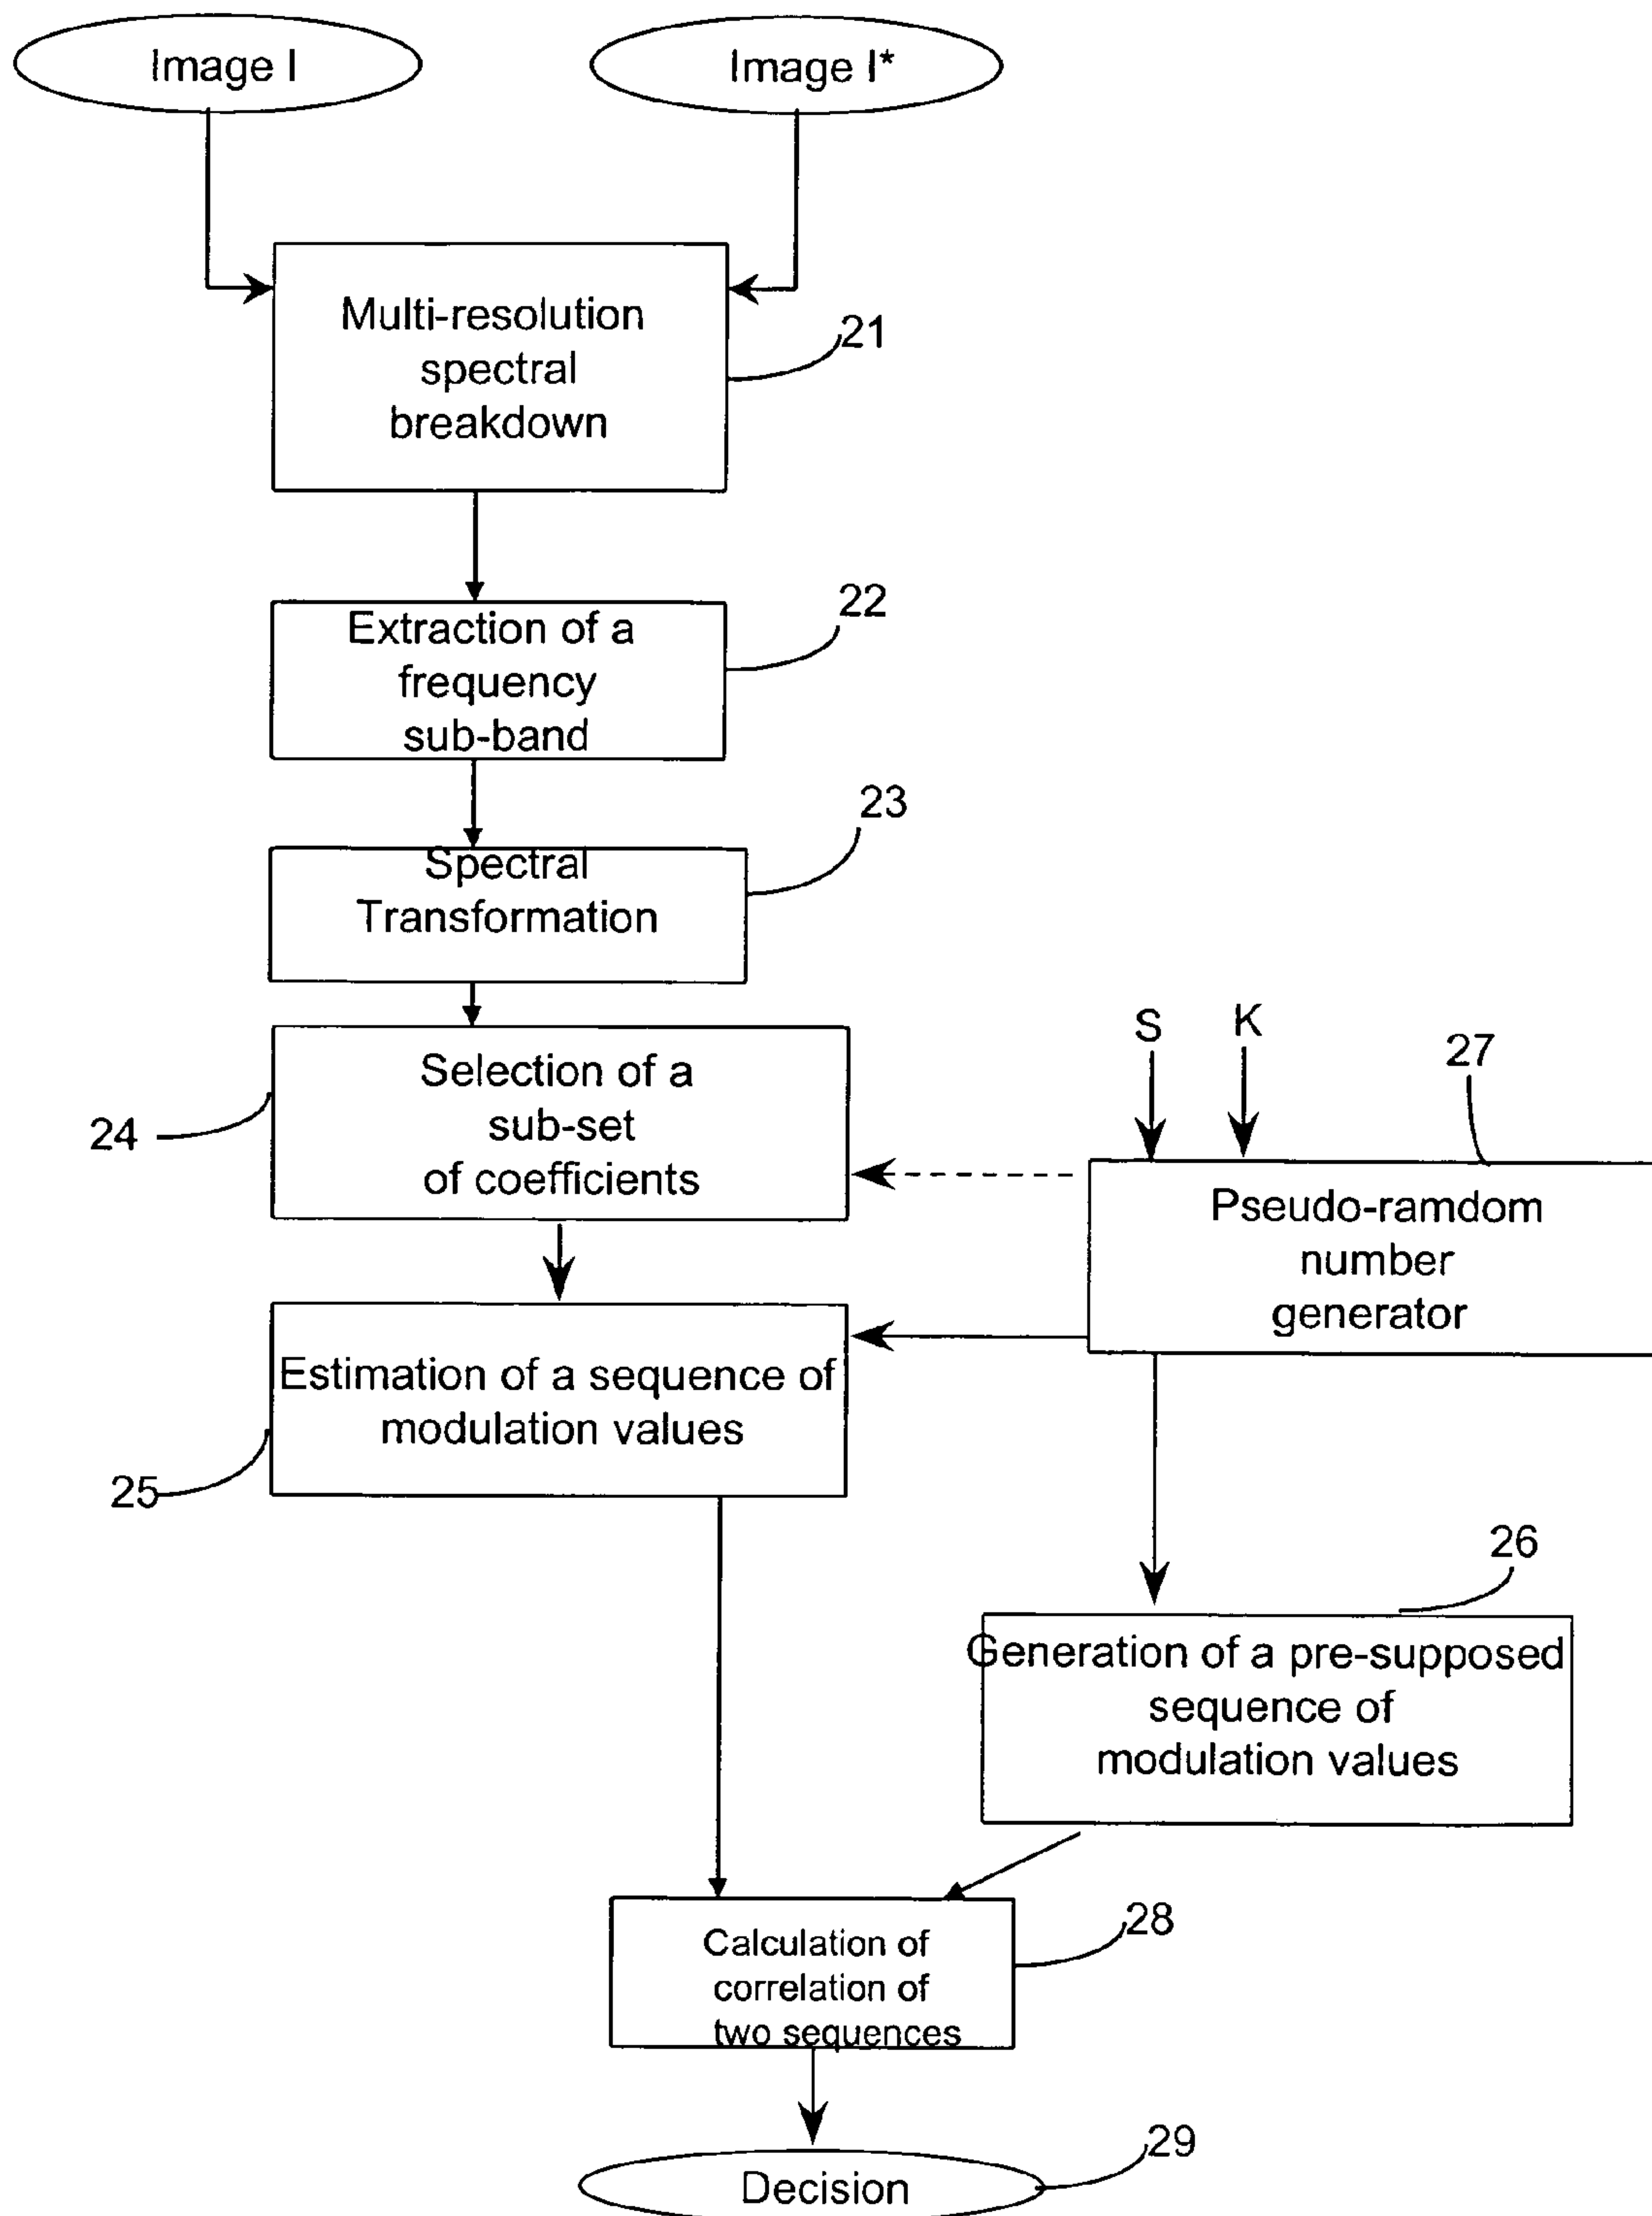 Image I
Image I*
Multi-resolution
spectral
breakdown
21
Extraction of a
frequency
sub-band
22
Spectral
Transformation
23
Selection of a
sub-set
of coefficients
24
S
K
27
Pseudo-ramdom
number
generator
Estimation of a sequence of
modulation values
25
26
Generation of a pre-supposed
sequence of
modulation values
Calculation of
correlation of
two sequences
28
Decision
29